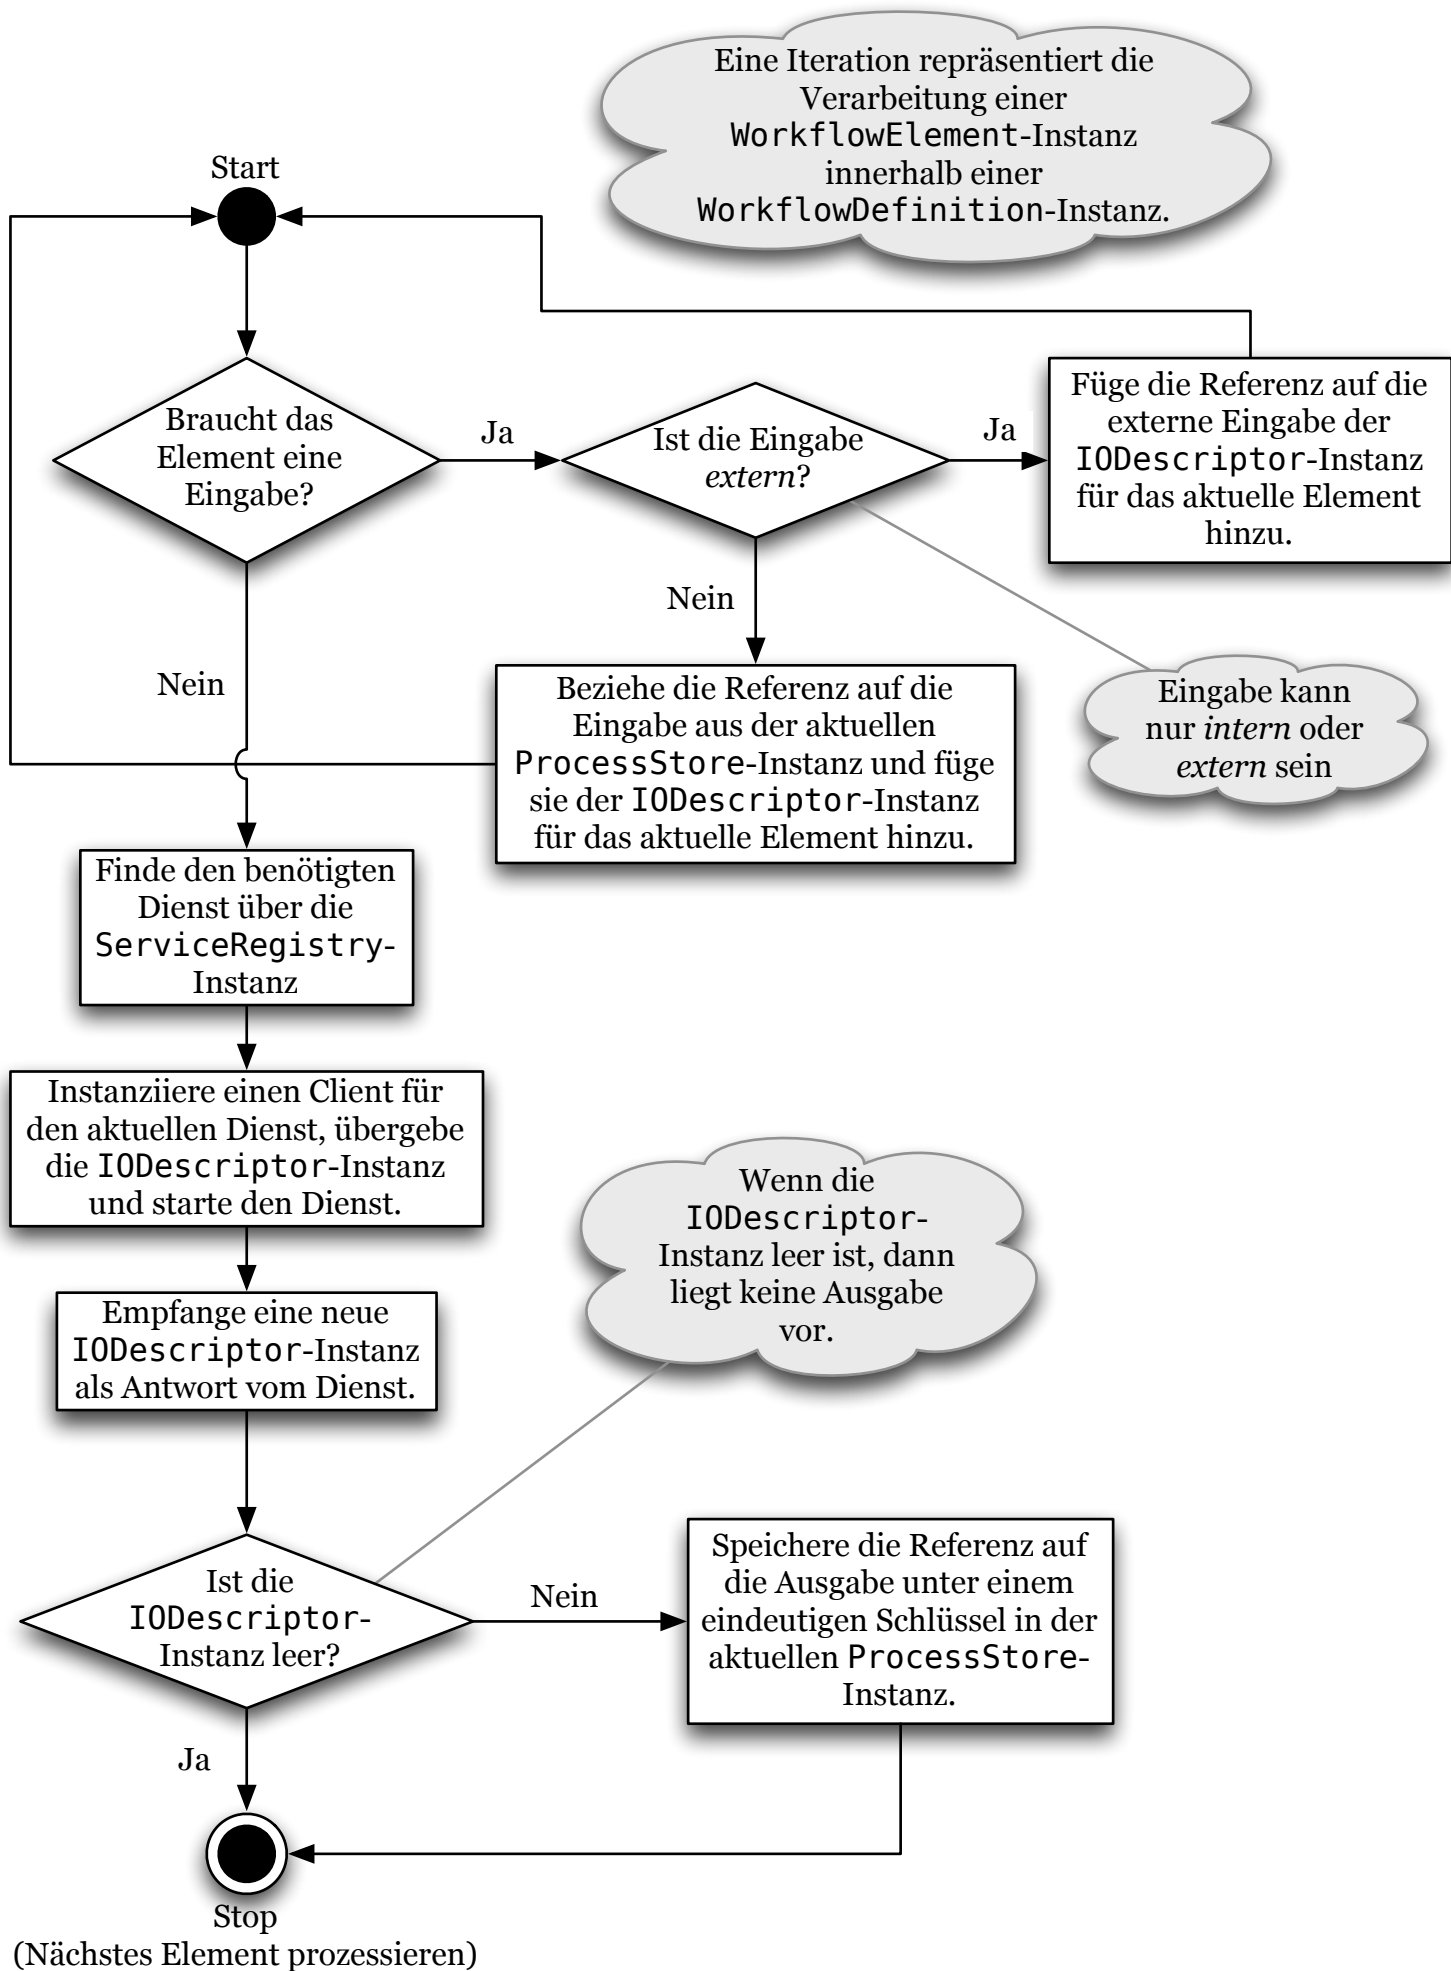 Eine Iteration repräsentiert die
Verarbeitung einer
WorkflowElement-Instanz
innerhalb einer
WorkflowDefinition-Instanz.
Start
Braucht das
Element eine
Eingabe?
Ja
Ist die Eingabe
extern?
Ja
Füge die Referenz auf die
externe Eingabe der
IODescriptor-Instanz
für das aktuelle Element
hinzu.
Nein
Nein
Beziehe die Referenz auf die
Eingabe aus der aktuellen
ProcessStore-Instanz und füge
sie der IODescriptor-Instanz
für das aktuelle Element hinzu.
Eingabe kann
nur intern oder
extern sein
Finde den benötigten
Dienst über die
ServiceRegistry-
Instanz
Instanziiere einen Client für
den aktuellen Dienst, übergebe
die IODescriptor-Instanz
und starte den Dienst.
Wenn die
IODescriptor-
Instanz leer ist, dann
liegt keine Ausgabe
vor.
Empfange eine neue
IODescriptor-Instanz
als Antwort vom Dienst.
Ist die
IODescriptor-
Instanz leer?
Nein
Speichere die Referenz auf
die Ausgabe unter einem
eindeutigen Schlüssel in der
aktuellen ProcessStore-
Instanz.
Ja
Stop
(Nächstes Element prozessieren)